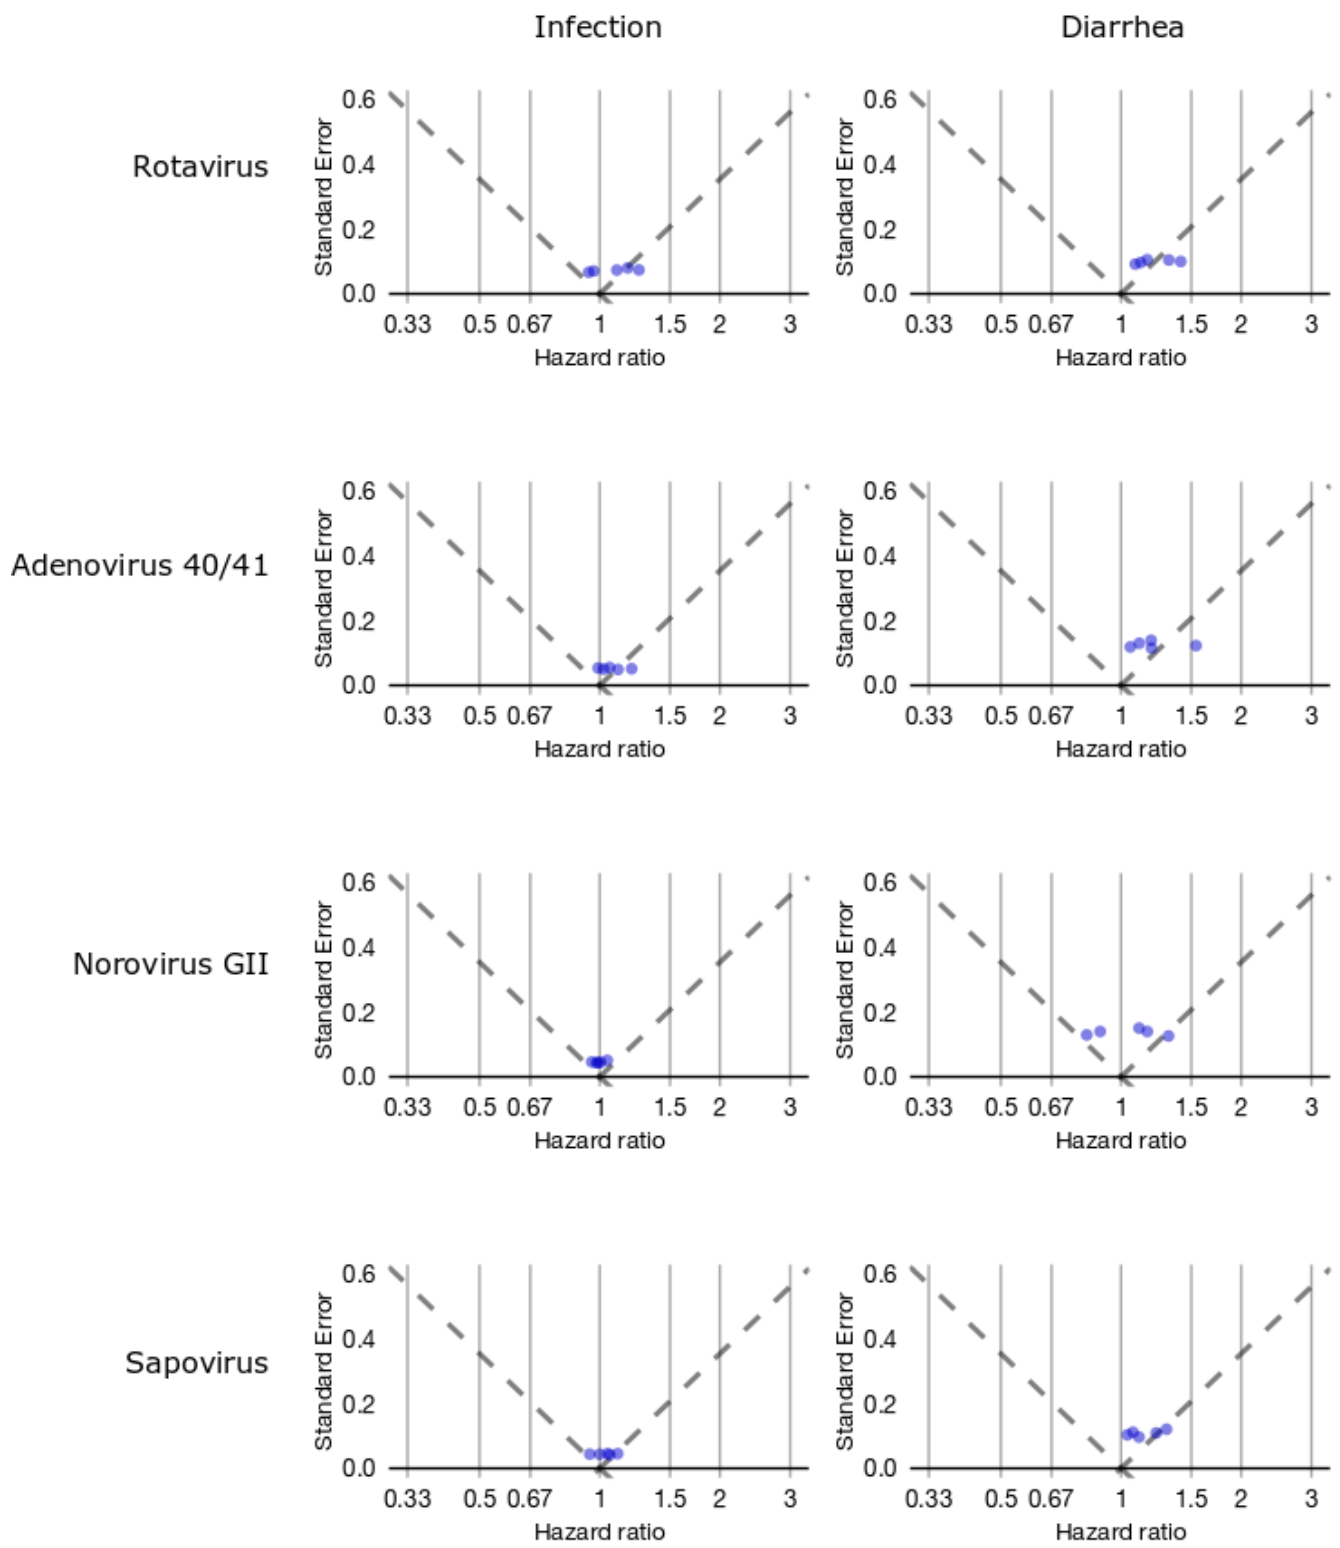 Infection Diarrhea
Rotavirus
Standard Error
0.6
0.4
0.2
0.0
0.33 0.5 0.67 1 1.5 2 3
Hazard ratio
Standard Error
0.6
0.4
0.2
0.0
0.33 0.5 0.67 1 1.5 2 3
Hazard ratio
Adenovirus 40/41
Standard Error
0.6
0.4
0.2
0.0
0.33 0.5 0.67 1 1.5 2 3
Hazard ratio
Standard Error
0.6
0.4
0.2
0.0
0.33 0.5 0.67 1 1.5 2 3
Hazard ratio
Norovirus GII
Standard Error
0.6
0.4
0.2
0.0
0.33 0.5 0.67 1 1.5 2 3
Hazard ratio
Standard Error
0.6
0.4
0.2
0.0
0.33 0.5 0.67 1 1.5 2 3
Hazard ratio
Sapovirus
Standard Error
0.6
0.4
0.2
0.0
0.33 0.5 0.67 1 1.5 2 3
Hazard ratio
Standard Error
0.6
0.4
0.2
0.0
0.33 0.5 0.67 1 1.5 2 3
Hazard ratio